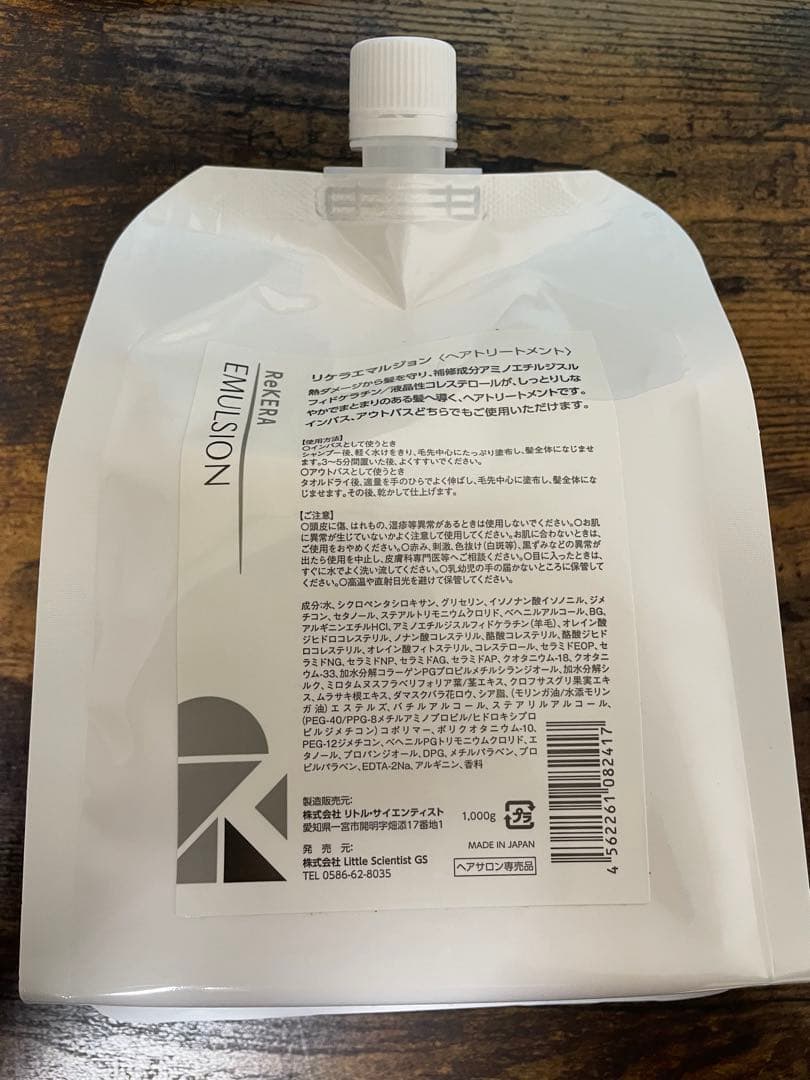 ReKERA
EMULSION
リケラエマルジョン〈ヘアトリートメント〉
熱ダメージから髪を守り、補修成分アミノエチルジスル
フィドケラチン/液晶性コレステロールが、しっとりしな
やかでまとまりのある髪へ導く、ヘアトリートメントです。
インバス、アウトバスどちらでもご使用いただけます。
【使用方法】
〇インバスとして使うとき
シャンプー後、軽く水けをきり、毛先中心にたっぷり塗布し、髪全体になじませ
ます。3〜5分間置いた後、よくすすいでください。
〇アウトバスとして使うとき
タオルドライ後、適量を手のひらでよく伸ばし、毛先中心に塗布し、髪全体にな
じませます。その後、乾かして仕上げます。
【ご注意】
〇頭皮に傷、はれもの、湿疹等異常があるときは使用しないでください。〇お肌
に異常が生じていないかよく注意して使用してください。お肌に合わないときは、
ご使用をおやめください。〇赤み、刺激、色抜け(白斑等)、黒ずみなどの異常が
出たら使用を中止し、皮膚科専門医等へご相談ください。〇目に入ったときは、
すぐに水でよく洗い流してください。〇乳幼児の手の届かないところに保管して
ください。〇高温や直射日光を避けて保管してください。
成分:水、シクロペンタシロキサン、グリセリン、イソノナン酸イソノニル、ジメ
チコン、セタノール、ステアルトリモニウムクロリド、ベヘニルアルコール、BG、
アルギニンエチルHCl、アミノエチルジスルフィドケラチン(羊毛)、オレイン酸
ジヒドロコレステリル、ノナン酸コレステリル、酪酸コレステリル、酪酸ジヒド
ロコレステリル、オレイン酸フィトステリル、コレステロール、セラミドEOP、セ
ラミドNG、セラミドNP、セラミドAG、セラミドAP、クオタニウム-18、クオタニ
ウム-33、加水分解コラーゲンPGプロピルメチルシランジオール、加水分解シ
ルク、ミロタムヌスフラベリフォリア葉/茎エキス、クロフサスグリ果実エキ
ス、ムラサキ根エキス、ダマスクバラ花ロウ、シア脂、(モリンガ油/水添モリン
ガ油)エステルズ、バチルアルコール、ステアリルアルコール、
(PEG-40/PPG-8メチルアミノプロピル/ヒドロキシプロ
ピルジメチコン)コポリマー、ポリクオタニウム-10、
PEG-12ジメチコン、ベヘニルPGトリモニウムクロリド、エ
タノール、プロパンジオール、DPG、メチルパラベン、プロ
ピルパラベン、EDTA-2Na、アルギニン、香料
製造販売元:
株式会社 リトル・サイエンティスト
愛知県一宮市開明字畑添17番地1
発 売 元:
株式会社 Little Scientist GS
TEL 0586-62-8035
1,000g
プラ
MADE IN JAPAN
ヘアサロン専売品
4 562261 082417